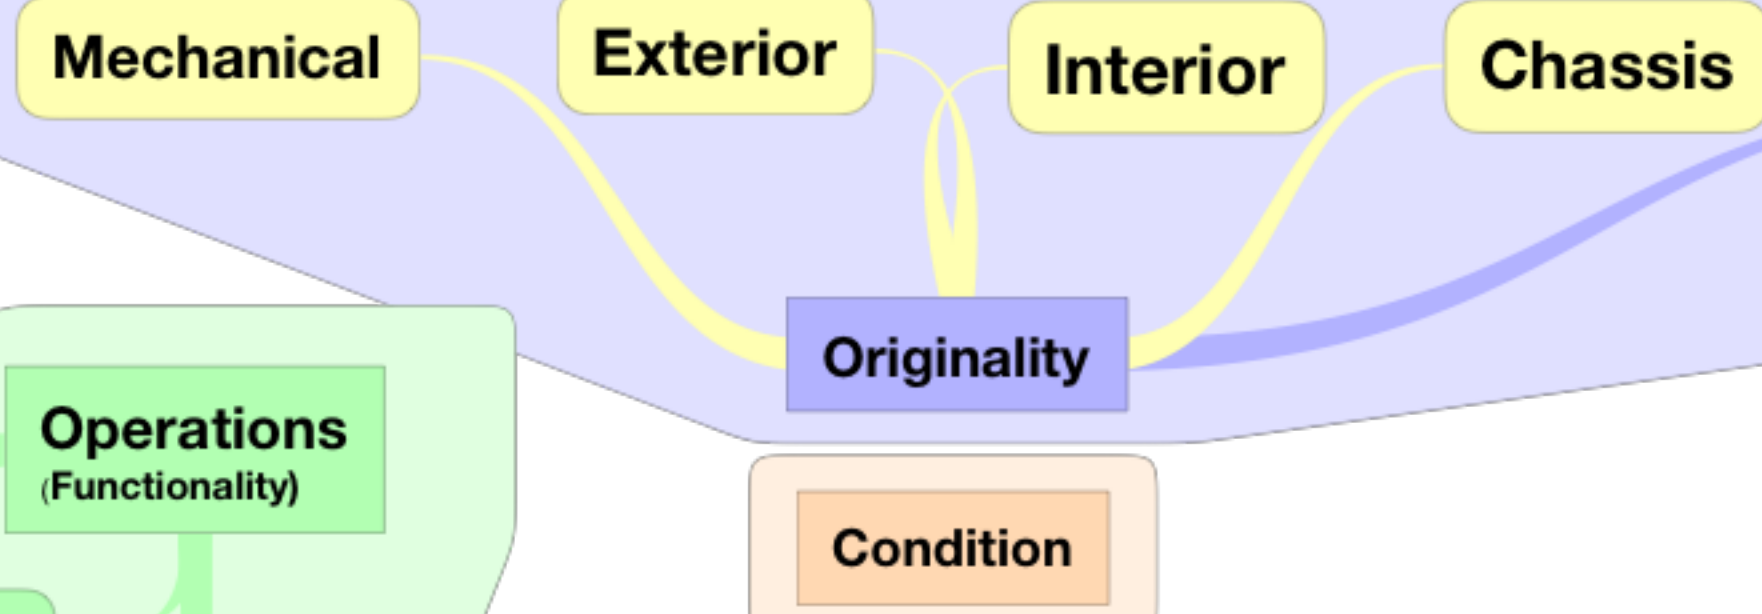 Mechanical
Exterior
Interior
Chassis
Originality
Operations
(Functionality)
Condition